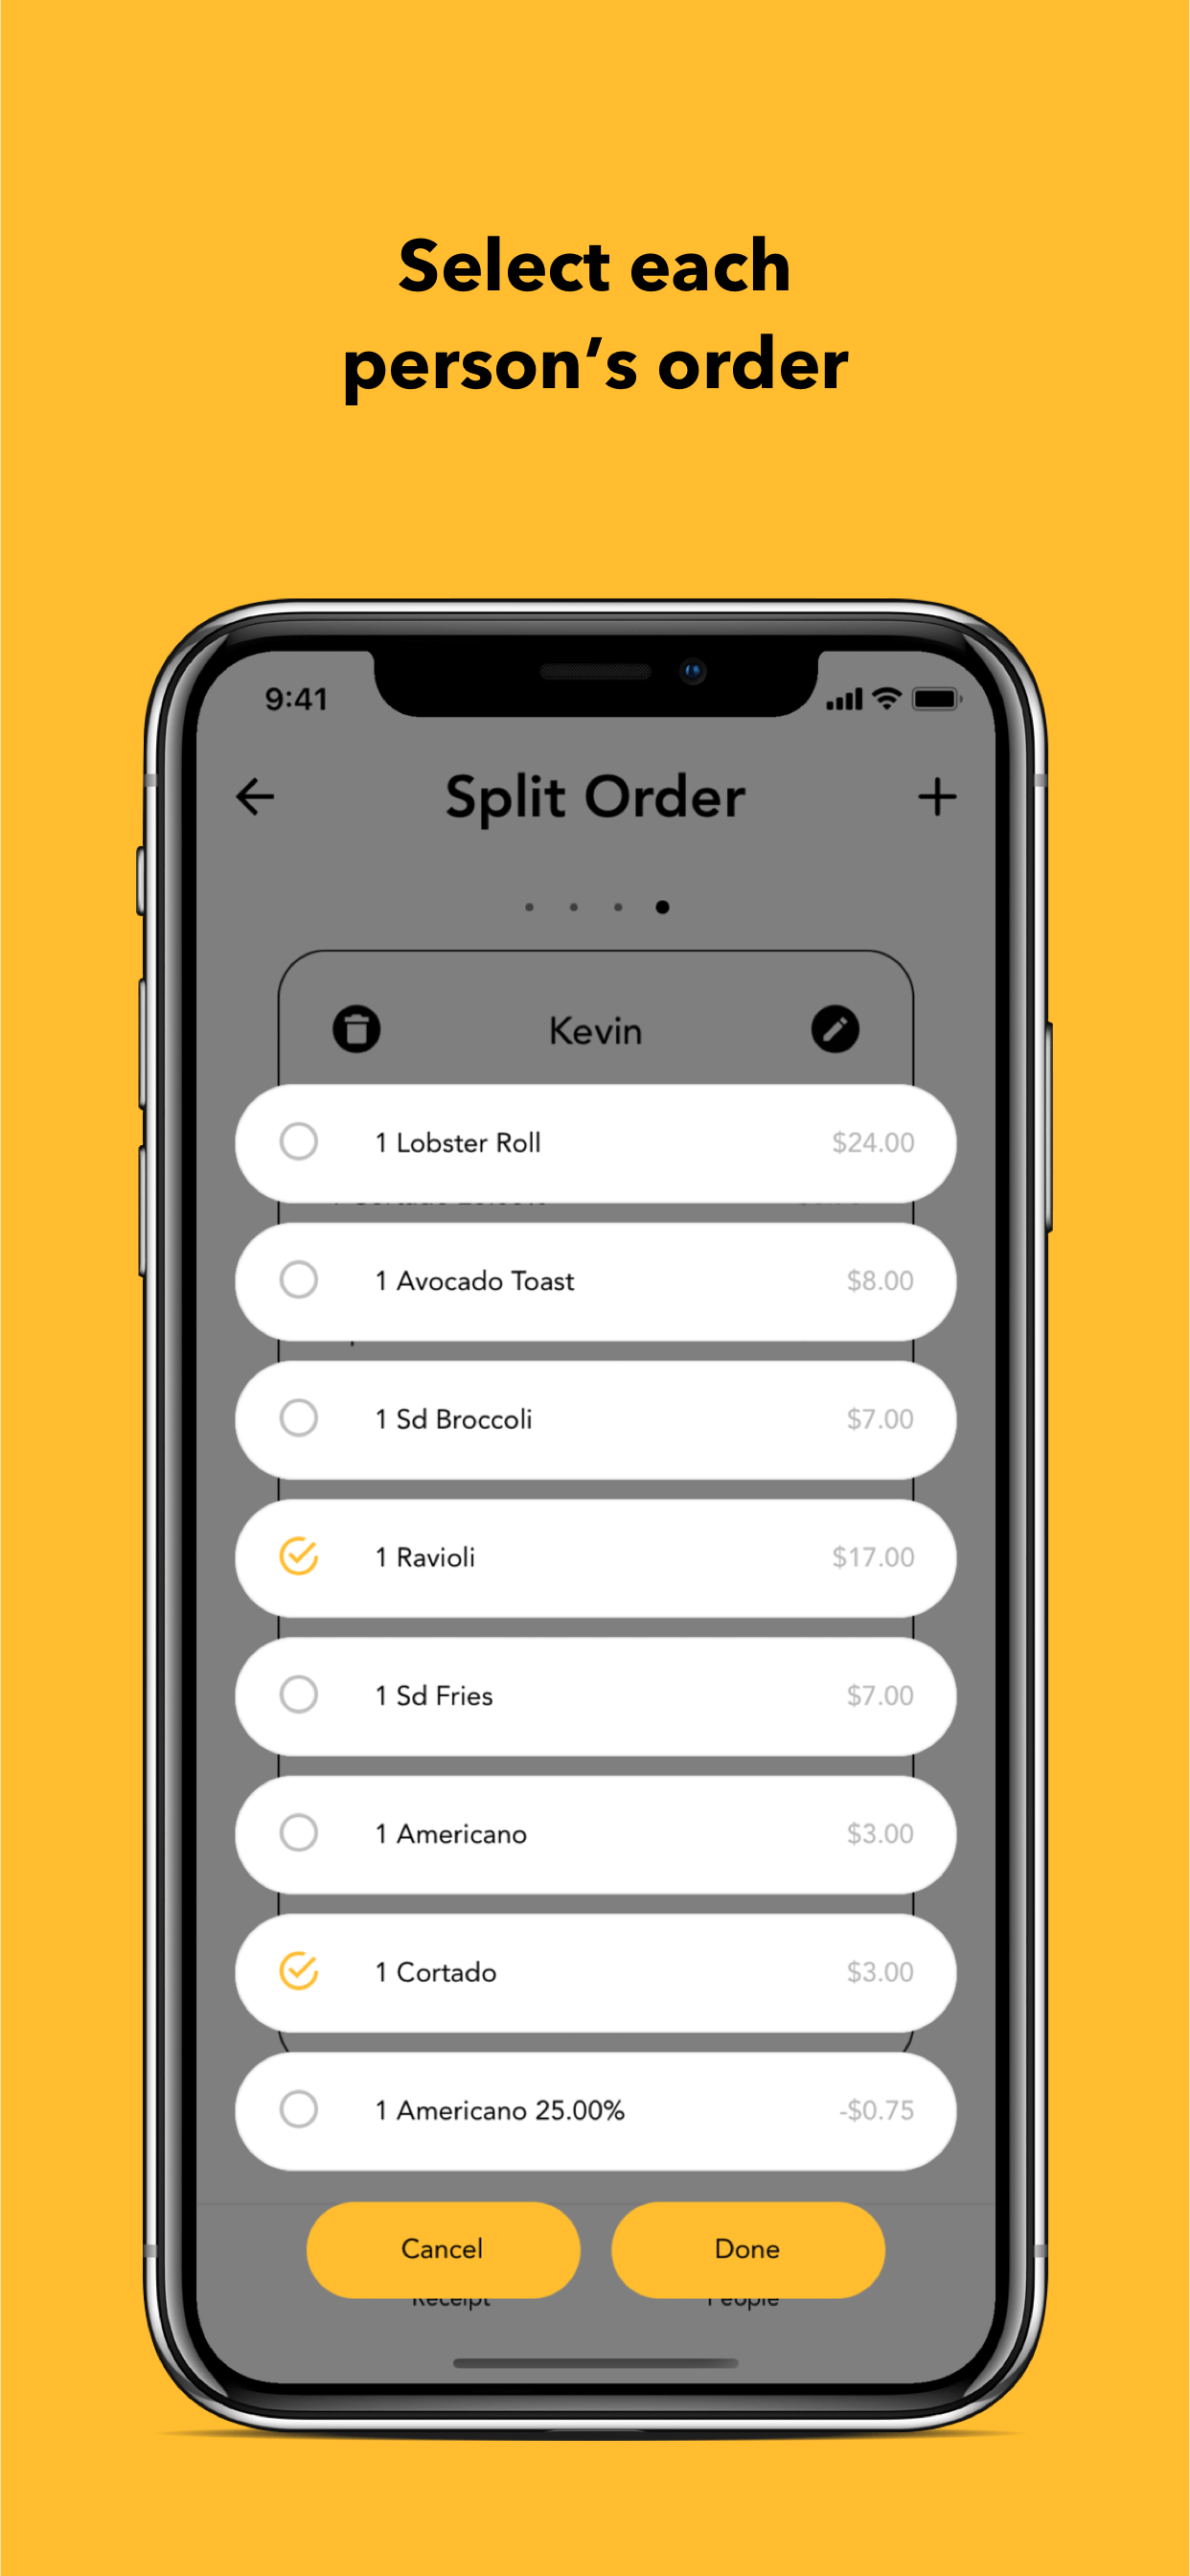 Select each
person’s order
9:41
Split Order
Kevin
1 Lobster Roll $24.00
1 Avocado Toast $8.00
1 Sd Broccoli $7.00
1 Ravioli $17.00
1 Sd Fries $7.00
1 Americano $3.00
1 Cortado $3.00
1 Americano 25.00% -$0.75
Cancel Done
Receipt People